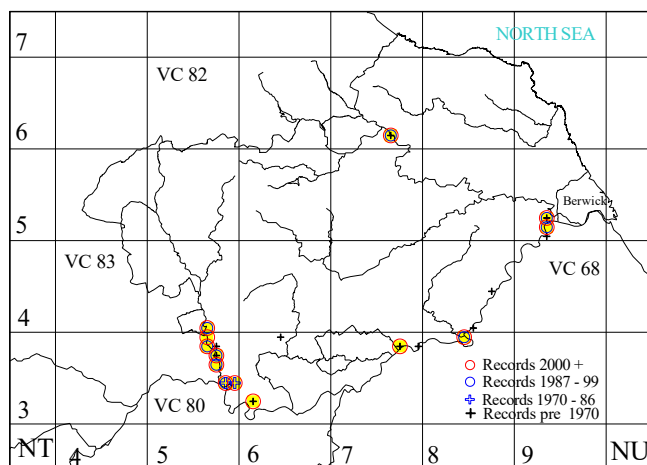 7
NORTH SEA
VC 82
6
Berwick
5
VC 83
VC 68
4
Records 2000 +
Records 1987 - 99
VC 80
Records 1970 - 86
Records pre 1970
3
NT 4 5 6 7 8 9 NU